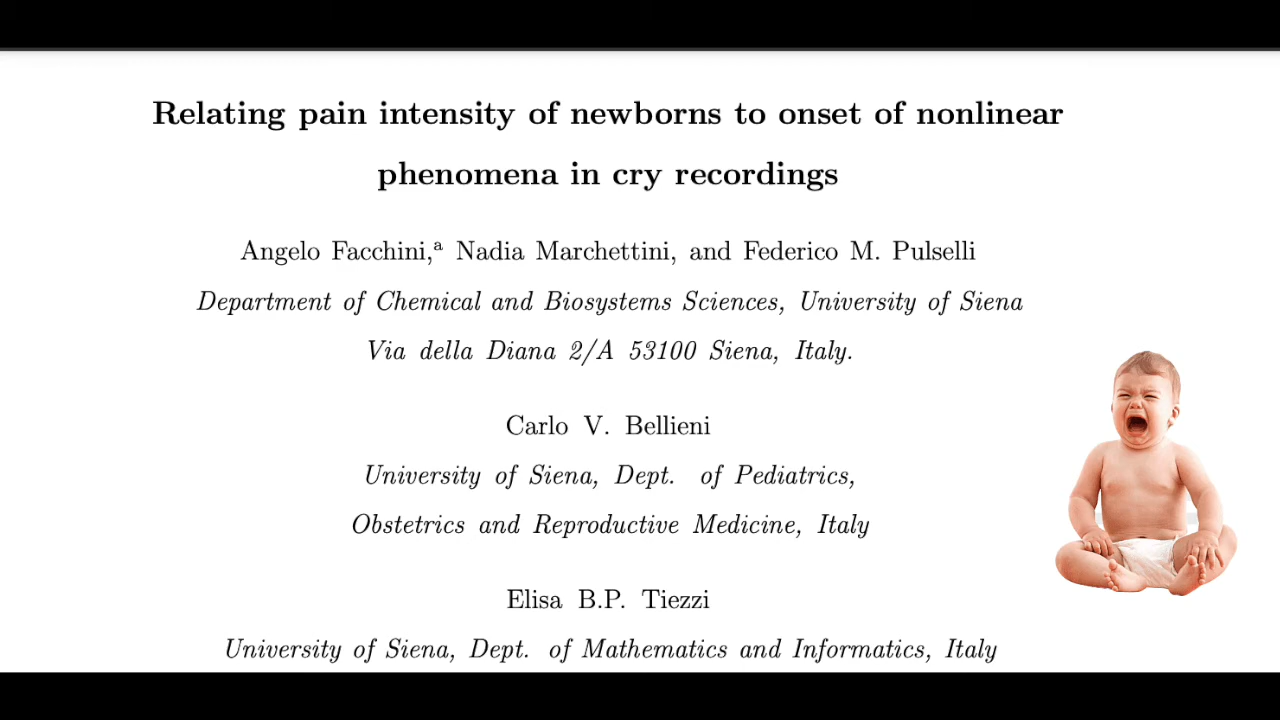 Relating pain intensity of newborns to onset of nonlinear
phenomena in cry recordings
Angelo Facchini,ᵃ Nadia Marchettini, and Federico M. Pulselli
Department of Chemical and Biosystems Sciences, University of Siena
Via della Diana 2/A 53100 Siena, Italy.
Carlo V. Bellieni
University of Siena, Dept. of Pediatrics,
Obstetrics and Reproductive Medicine, Italy
Elisa B.P. Tiezzi
University of Siena, Dept. of Mathematics and Informatics, Italy